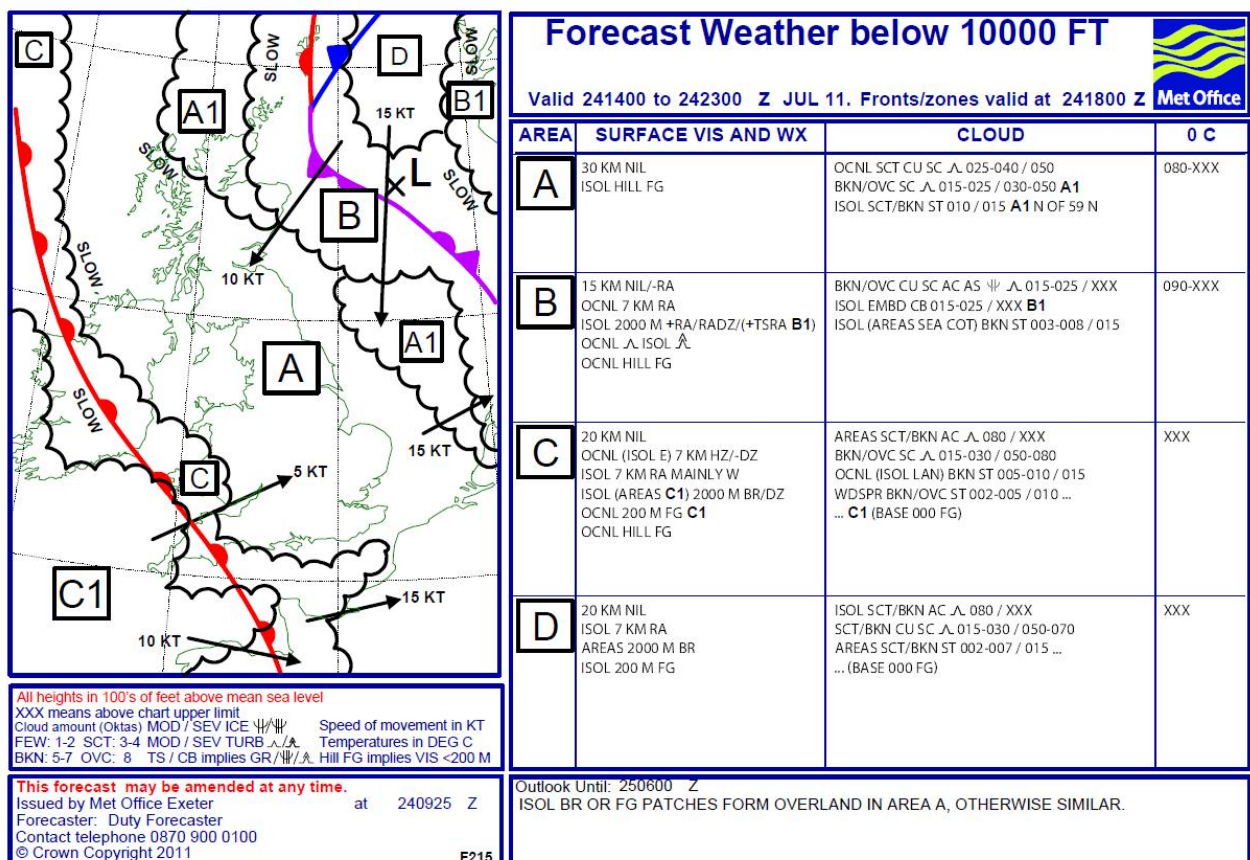 Forecast Weather below 10000 FT
Valid 241400 to 242300 Z JUL 11. Fronts/zones valid at 241800 Z
Met Office
C
SLOW
SLOW
D
SLOW
A1
B1
15 KT
SLOW
L
SLOW
B
SLOW
10 KT
A1
A
SLOW
15 KT
C
5 KT
C1
15 KT
10 KT
AREA SURFACE VIS AND WX CLOUD 0 C
A
30 KM NIL
ISOL HILL FG
OCNL SCT CU SC 025-040 / 050
BKN/OVC SC 015-025 / 030-050 A1
ISOL SCT/BKN ST 010 / 015 A1 N OF 59 N
080-XXX
B
15 KM NIL/-RA
OCNL 7 KM RA
ISOL 2000 M +RA/RADZ/(+TSRA B1)
OCNL ISOL
OCNL HILL FG
BKN/OVC CU SC AC AS 015-025 / XXX
ISOL EMBD CB 015-025 / XXX B1
ISOL (AREAS SEA COT) BKN ST 003-008 / 015
090-XXX
C
20 KM NIL
OCNL (ISOL E) 7 KM HZ/-DZ
ISOL 7 KM RA MAINLY W
ISOL (AREAS C1) 2000 M BR/DZ
OCNL 200 M FG C1
OCNL HILL FG
AREAS SCT/BKN AC 080 / XXX
BKN/OVC SC 015-030 / 050-080
OCNL (ISOL LAN) BKN ST 005-010 / 015
WDSPR BKN/OVC ST 002-005 / 010 ...
... C1 (BASE 000 FG)
XXX
D
20 KM NIL
ISOL 7 KM RA
AREAS 2000 M BR
ISOL 200 M FG
ISOL SCT/BKN AC 080 / XXX
SCT/BKN CU SC 015-030 / 050-070
AREAS SCT/BKN ST 002-007 / 015 ...
... (BASE 000 FG)
XXX
All heights in 100's of feet above mean sea level
XXX means above chart upper limit
Cloud amount (Oktas) MOD / SEV ICE / Speed of movement in KT
FEW: 1-2 SCT: 3-4 MOD / SEV TURB / Temperatures in DEG C
BKN: 5-7 OVC: 8 TS / CB implies GR/ / Hill FG implies VIS <200 M
This forecast may be amended at any time.
Issued by Met Office Exeter at 240925 Z
Forecaster: Duty Forecaster
Contact telephone 0870 900 0100
© Crown Copyright 2011
F215
Outlook Until: 250600 Z
ISOL BR OR FG PATCHES FORM OVERLAND IN AREA A, OTHERWISE SIMILAR.